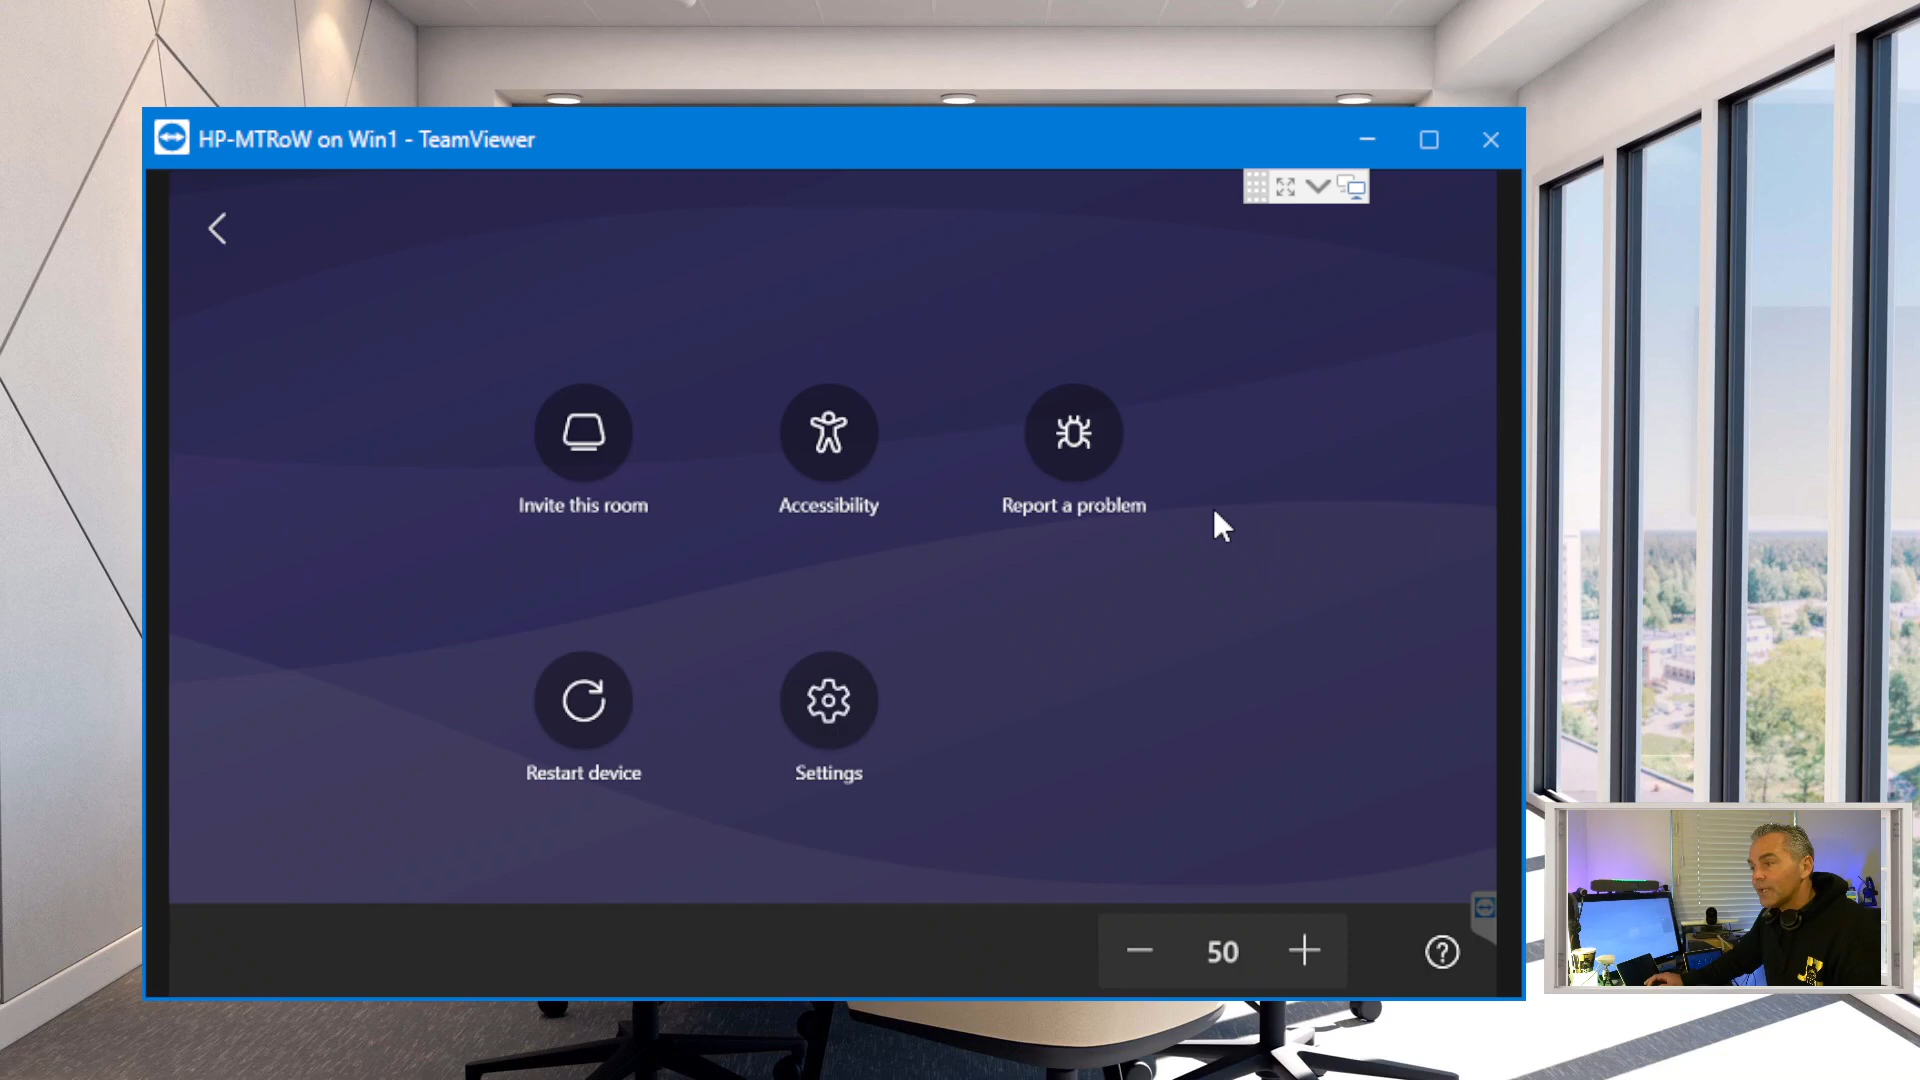 HP-MTRoW on Win1 - TeamViewer
Invite this room
Accessibility
Report a problem
Restart device
Settings
50